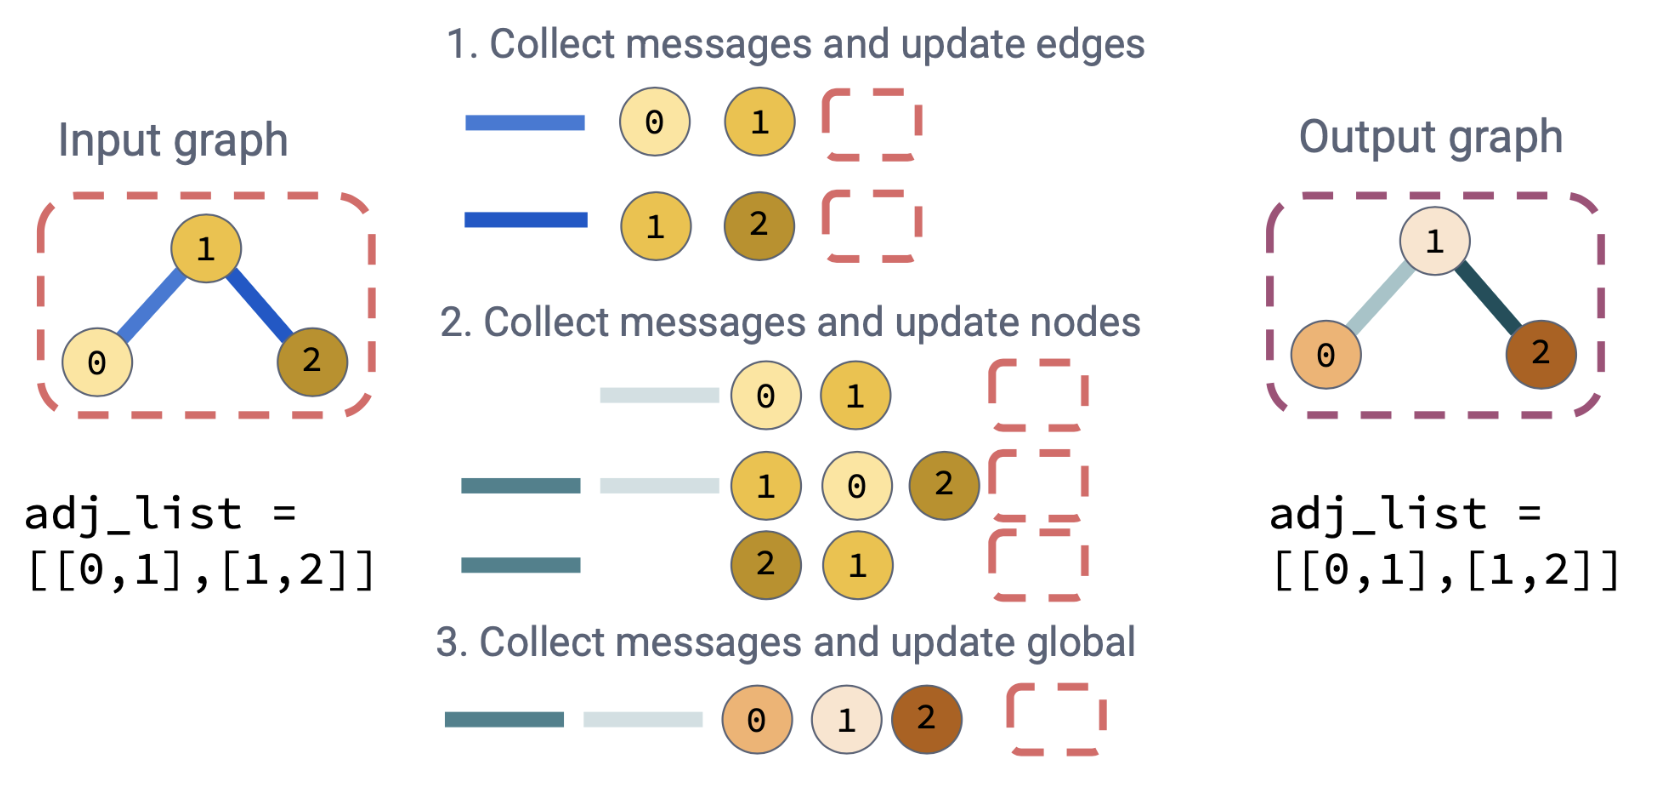 1. Collect messages and update edges
0 1
1 2
Input graph
1
0 2
adj_list =
[[0,1],[1,2]]
2. Collect messages and update nodes
0 1
1 0 2
2 1
3. Collect messages and update global
0 1 2
Output graph
1
0 2
adj_list =
[[0,1],[1,2]]